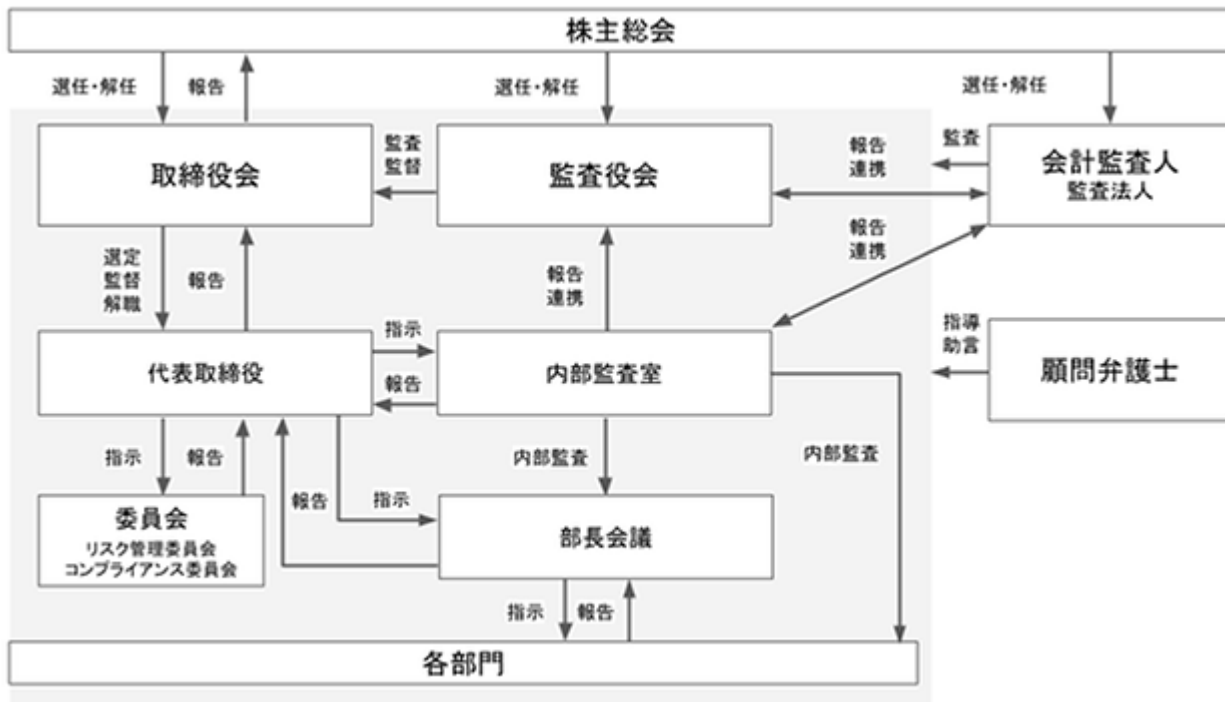 株主総会
選任・解任
報告
選任・解任
選任・解任
取締役会
監査
監督
監査役会
報告
連携
監査
会計監査人
監査法人
選定
監督
解職
報告
報告
連携
報告
連携
代表取締役
指示
報告
内部監査室
指導
助言
顧問弁護士
指示
報告
報告
指示
内部監査
内部監査
委員会
リスク管理委員会
コンプライアンス委員会
部長会議
指示
報告
各部門